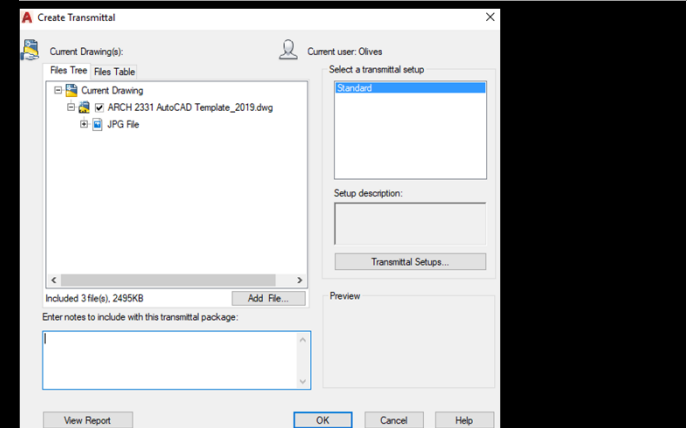 Create Transmittal
Current Drawing(s):
Current user: Olives
Files Tree
Files Table
Current Drawing
ARCH 2331 AutoCAD Template_2019.dwg
JPG File
Included 3 file(s), 2495KB
Add File...
Enter notes to include with this transmittal package:
Select a transmittal setup
Standard
Setup description:
Transmittal Setups...
Preview
View Report
OK
Cancel
Help